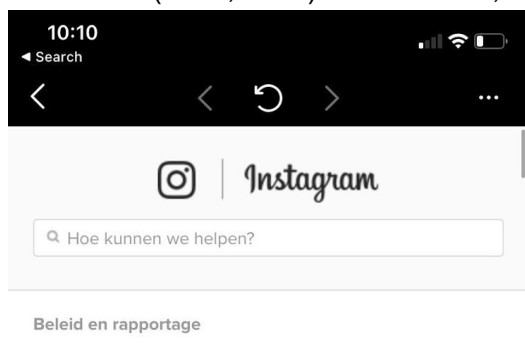 10:10
◄ Search
Instagram
Hoe kunnen we helpen?
Beleid en rapportage